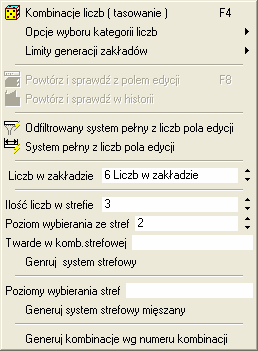 Kombinacje liczb ( tasowanie ) F4
Opcje wyboru kategorii liczb
Limity generacji zakładów
Powtórz i sprawdź z polem edycji F8
Powtórz i sprawdź w historii
Odfiltrowany system pełny z liczb pola edycji
System pełny z liczb pola edycji
Liczb w zakładzie 6 Liczb w zakładzie
Ilość liczb w strefie 3
Poziom wybierania ze stref 2
Twarde w komb.strefowej
Genruj system strefowy
Poziomy wybierania stref
Generuj system strefowy mięszany
Generuj kombinacje wg numeru kombinacji